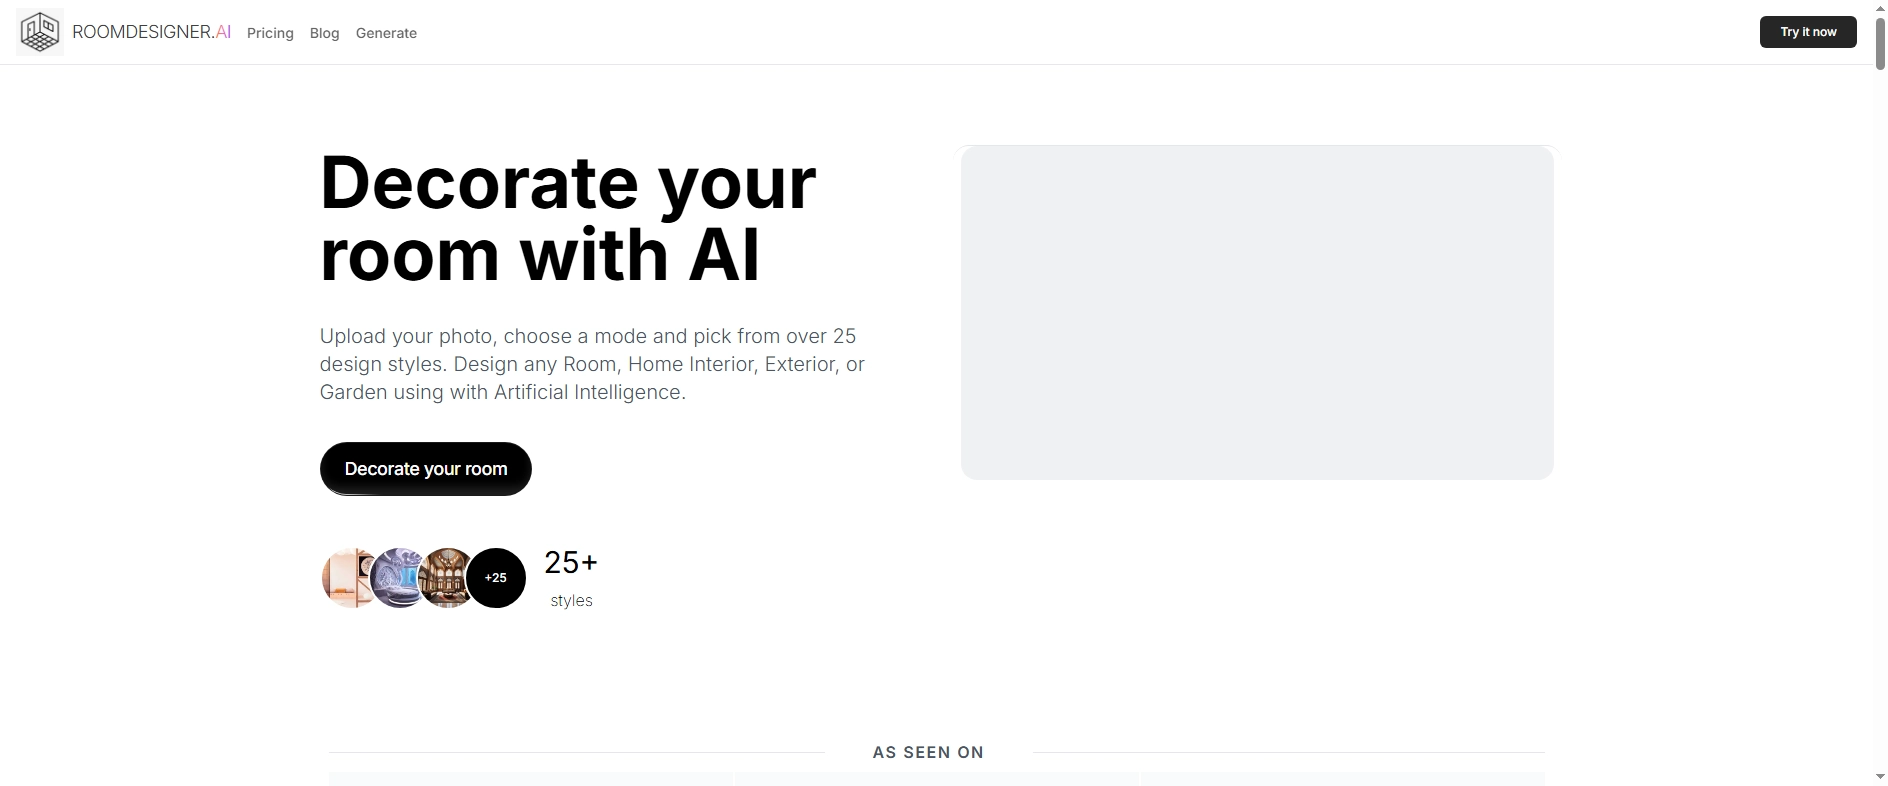 ROOMDESIGNER.AI
Pricing
Blog
Generate
Try it now
Decorate your
room with AI
Upload your photo, choose a mode and pick from over 25
design styles. Design any Room, Home Interior, Exterior, or
Garden using with Artificial Intelligence.
Decorate your room
+25
25+
styles
AS SEEN ON